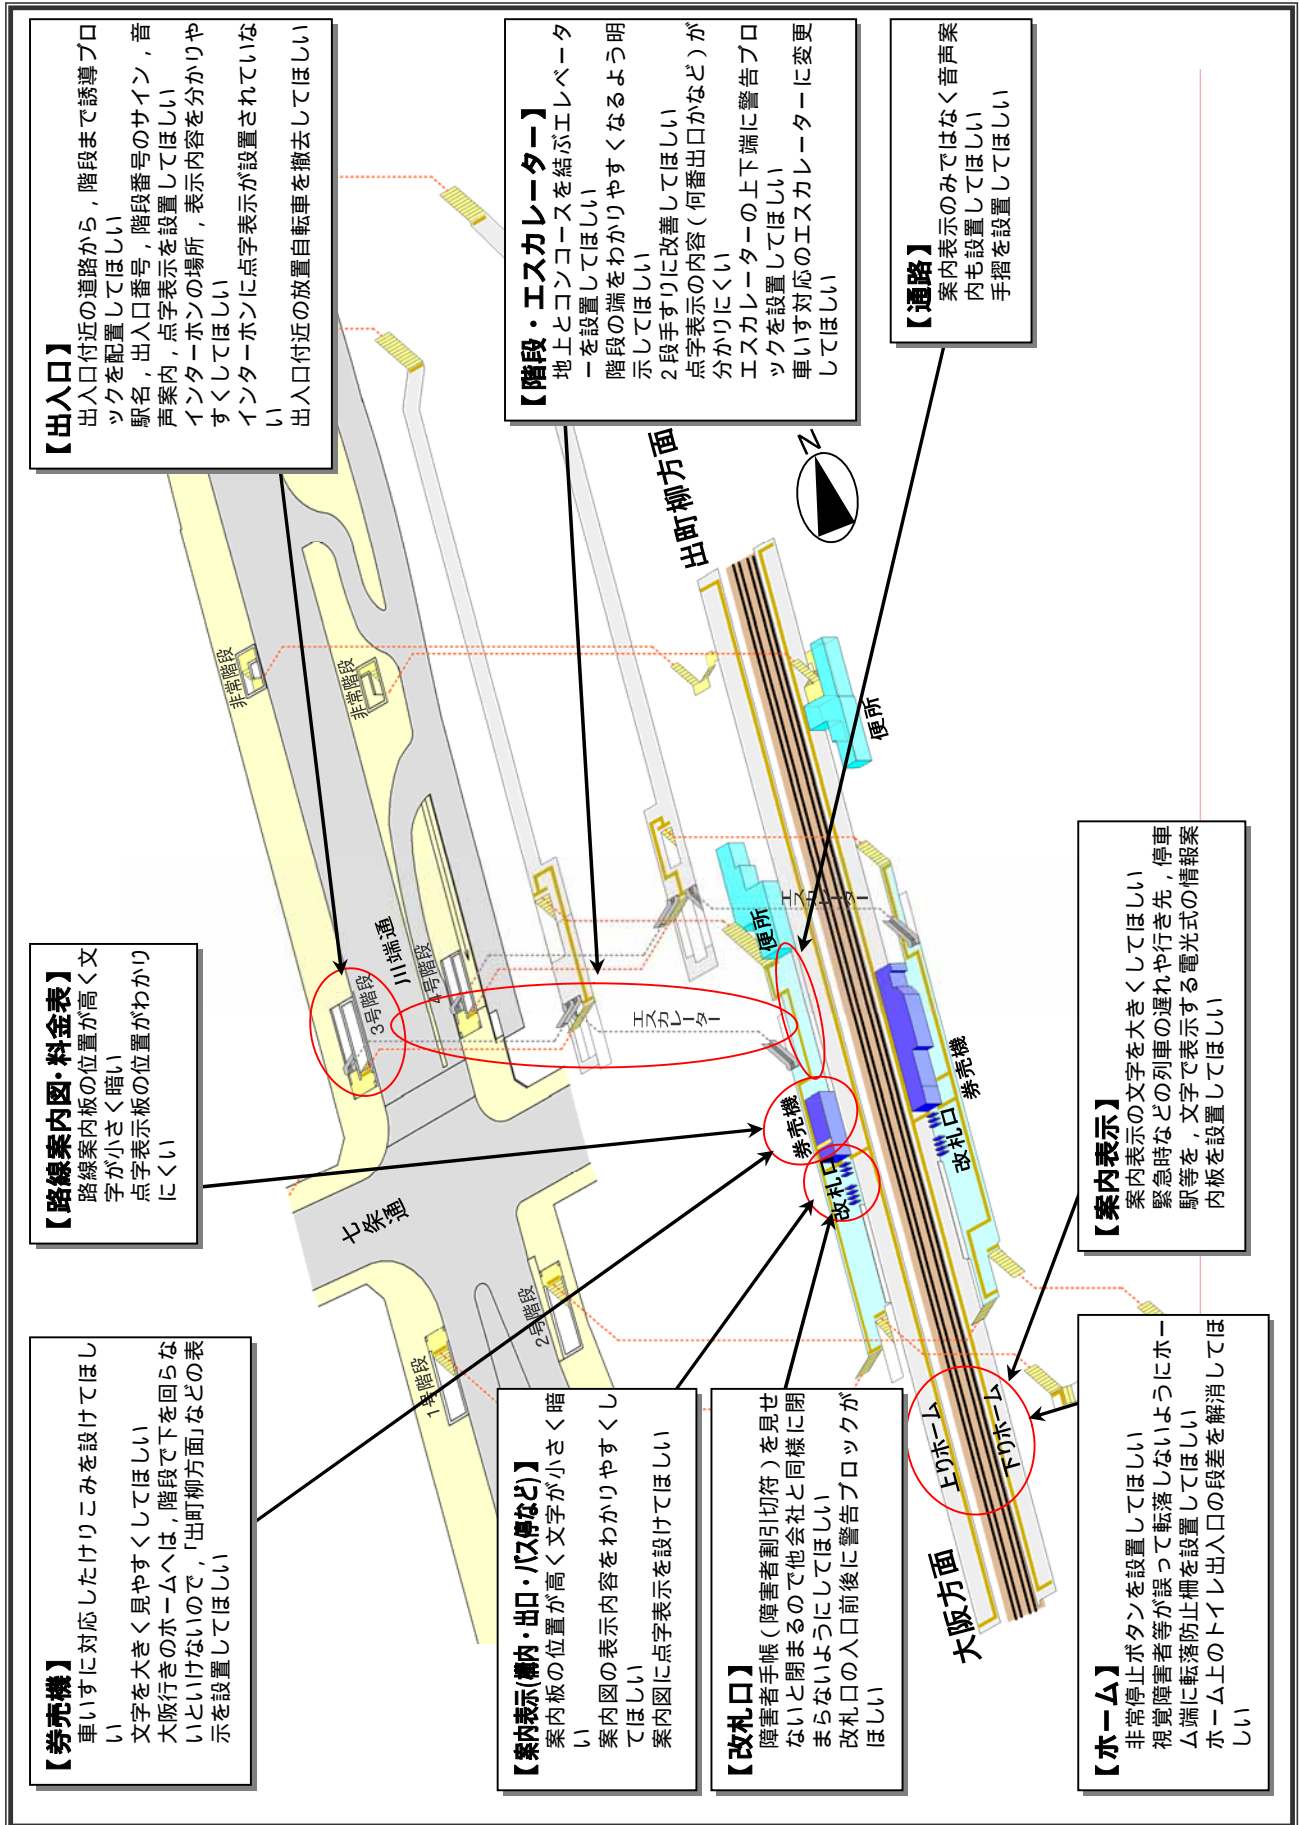 【券売機】
車いすに対応したけりこみを設けてほし
い
文字を大きく見やすくしてほしい
大阪行きのホームへは，階段で下を回らな
いといけないので，「出町柳方面」などの表
示を設置してほしい
【路線案内図・料金表】
路線案内板の位置が高く文
字が小さく暗い
点字表示板の位置がわかり
にくい
【出入口】
出入口付近の道路から，階段まで誘導ブロ
ックを配置してほしい
駅名，出入口番号，階段番号のサイン，音
声案内，点字表示を設置してほしい
インターホンの場所，表示内容を分かりや
すくしてほしい
インターホンに点字表示が設置されていな
い
出入口付近の放置自転車を撤去してほしい
非常階段
非常階段
川端通
3号階段
4号階段
七条通
1号階段
2号階段
【階段・エスカレーター】
地上とコンコースを結ぶエレベータ
ーを設置してほしい
階段の端をわかりやすくなるよう明
示してほしい
2段手すりに改善してほしい
点字表示の内容（何番出口かなど）が
分かりにくい
エスカレーターの上下端に警告ブロ
ックを設置してほしい
車いす対応のエスカレーターに変更
してほしい
【案内表示(構内・出口・バス停など)】
案内板の位置が高く文字が小さく暗
い
案内図の表示内容をわかりやすくし
てほしい
案内図に点字表示を設けてほしい
エスカレーター
エスカレーター
出町柳方面
N
便所
便所
券売機
改札口
券売機
改札口
【改札口】
障害者手帳（障害者割引切符）を見せ
ないと閉まるので他会社と同様に閉
まらないようにしてほしい
改札口の入口前後に警告ブロックが
ほしい
【通路】
案内表示のみではなく音声案
内も設置してほしい
手摺を設置してほしい
上りホーム
下りホーム
大阪方面
【ホーム】
非常停止ボタンを設置してほしい
視覚障害者等が誤って転落しないようにホー
ム端に転落防止柵を設置してほしい
ホーム上のトイレ出入口の段差を解消してほ
しい
【案内表示】
案内表示の文字を大きくしてほしい
緊急時などの列車の遅れや行き先，停車
駅等を，文字で表示する電光式の情報案
内板を設置してほしい